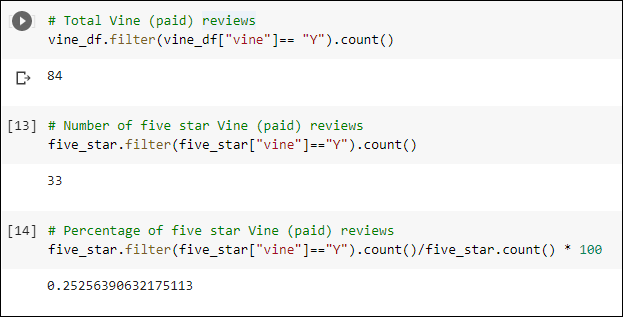 # Total Vine (paid) reviews
vine_df.filter(vine_df["vine"]== "Y").count()
84
[13] # Number of five star Vine (paid) reviews
five_star.filter(five_star["vine"]=="Y").count()
33
[14] # Percentage of five star Vine (paid) reviews
five_star.filter(five_star["vine"]=="Y").count()/five_star.count() * 100
0.25256390632175113